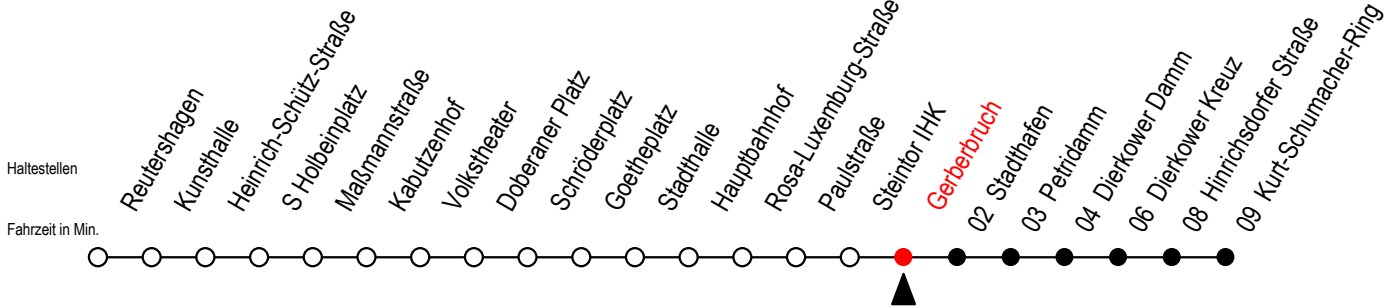 Haltestellen
Fahrzeit in Min.
Reutershagen
Kunsthalle
Heinrich-Schütz-Straße
S Holbeinplatz
Maßmannstraße
Kabutzenhof
Volkstheater
Doberaner Platz
Schröderplatz
Goetheplatz
Stadthalle
Hauptbahnhof
Rosa-Luxemburg-Straße
Paulstraße
Steintor IHK
Gerberbruch
02 Stadthafen
03 Petridamm
04 Dierkower Damm
06 Dierkower Kreuz
08 Hinrichsdorfer Straße
09 Kurt-Schumacher-Ring